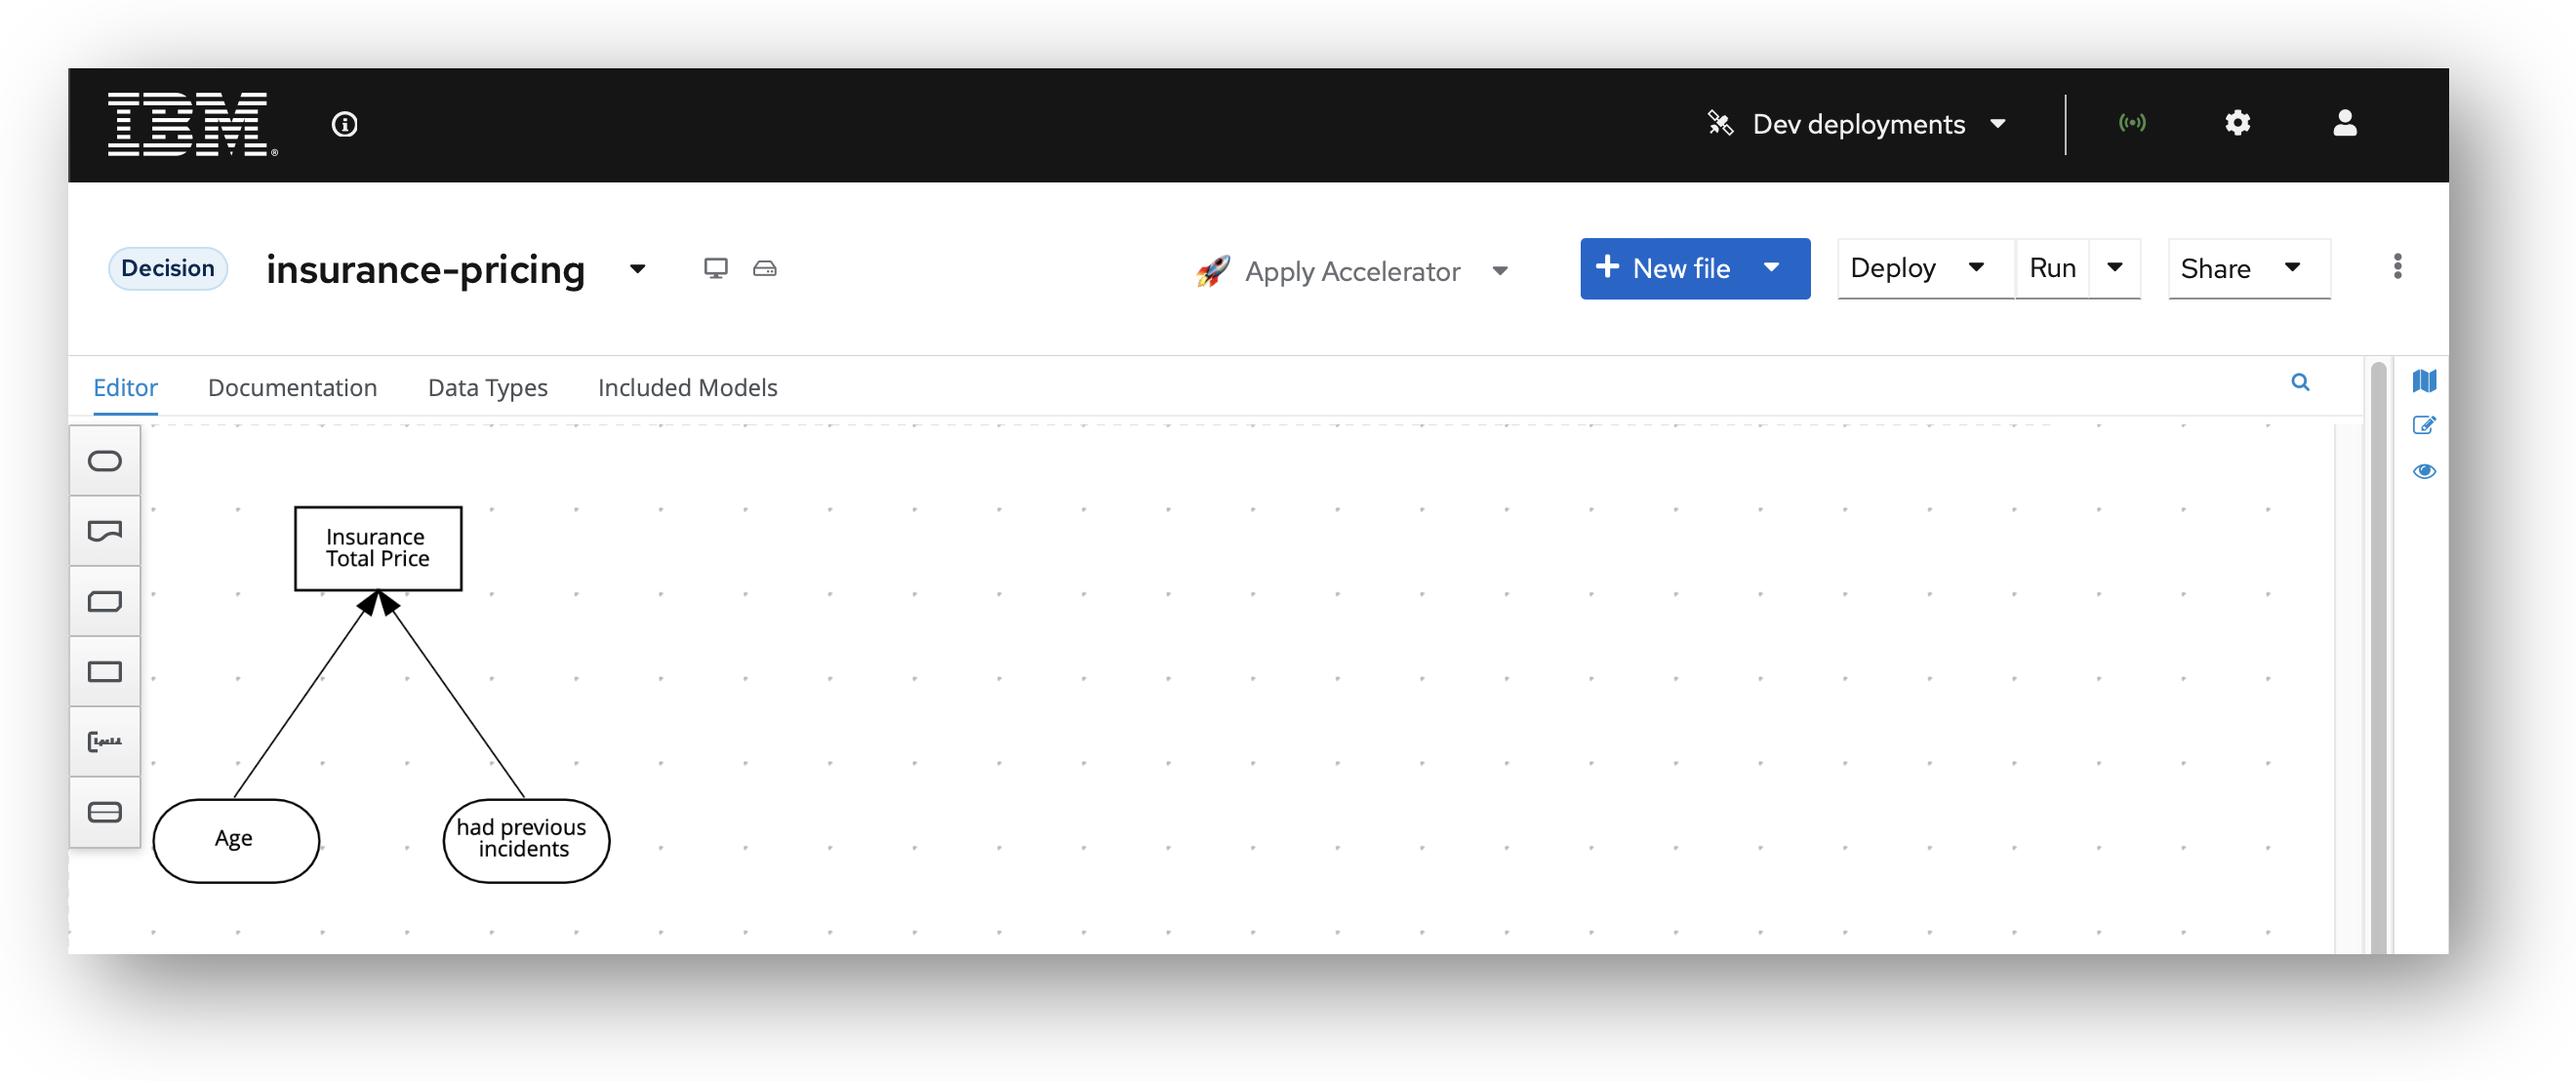 IBM
Dev deployments
Decision
insurance-pricing
Apply Accelerator
+ New file
Deploy
Run
Share
Editor
Documentation
Data Types
Included Models
Insurance
Total Price
Age
had previous
incidents